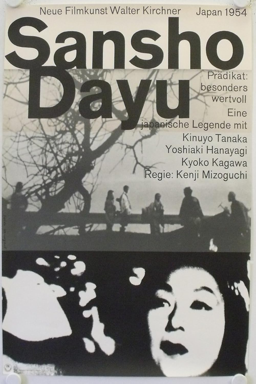 Neue Filmkunst Walter Kirchner Japan 1954
Sansho
Dayu
Prädikat:
besonders
wertvoll
Eine
japanische Legende mit
Kinuyo Tanaka
Yoshiaki Hanayagi
Kyoko Kagawa
Regie: Kenji Mizoguchi